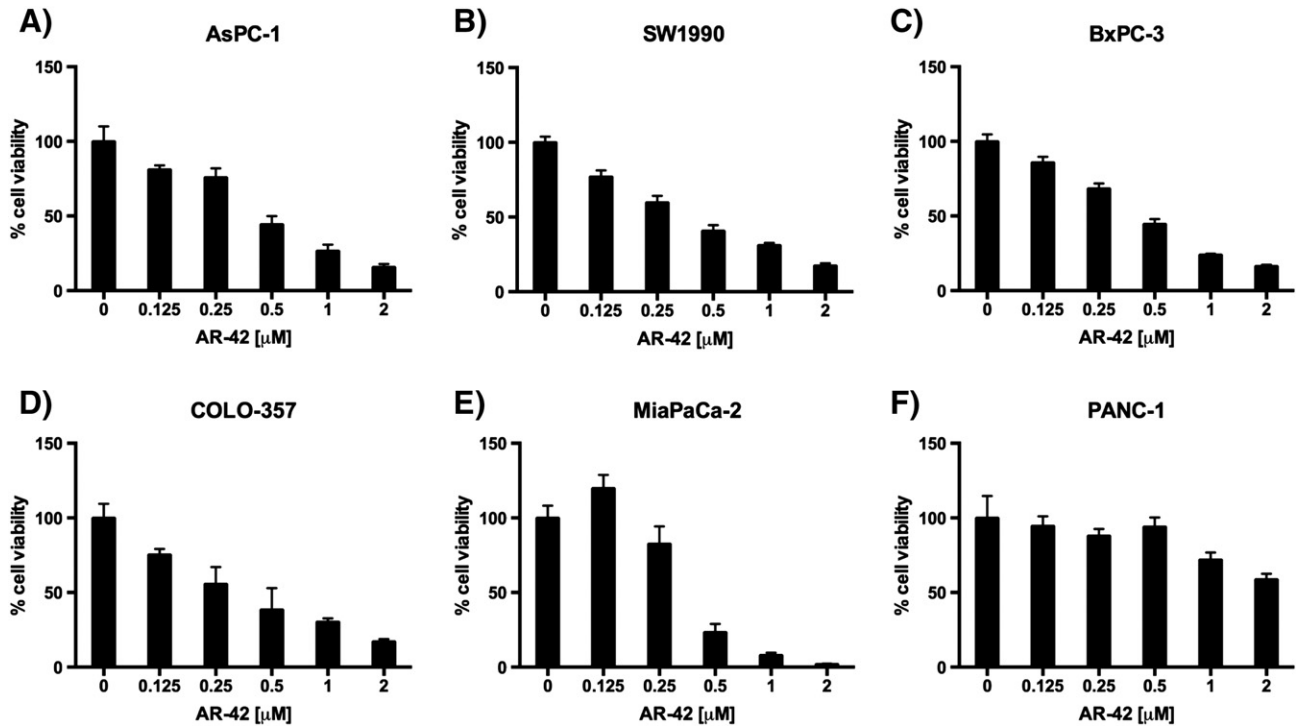 A)
AsPC-1
% cell viability
150
100
50
0
0 0.125 0.25 0.5 1 2
AR-42 [μM]
B)
SW1990
% cell viability
150
100
50
0
0 0.125 0.25 0.5 1 2
AR-42 [μM]
C)
BxPC-3
% cell viability
150
100
50
0
0 0.125 0.25 0.5 1 2
AR-42 [μM]
D)
COLO-357
% cell viability
150
100
50
0
0 0.125 0.25 0.5 1 2
AR-42 [μM]
E)
MiaPaCa-2
% cell viability
150
100
50
0
0 0.125 0.25 0.5 1 2
AR-42 [μM]
F)
PANC-1
% cell viability
150
100
50
0
0 0.125 0.25 0.5 1 2
AR-42 [μM]